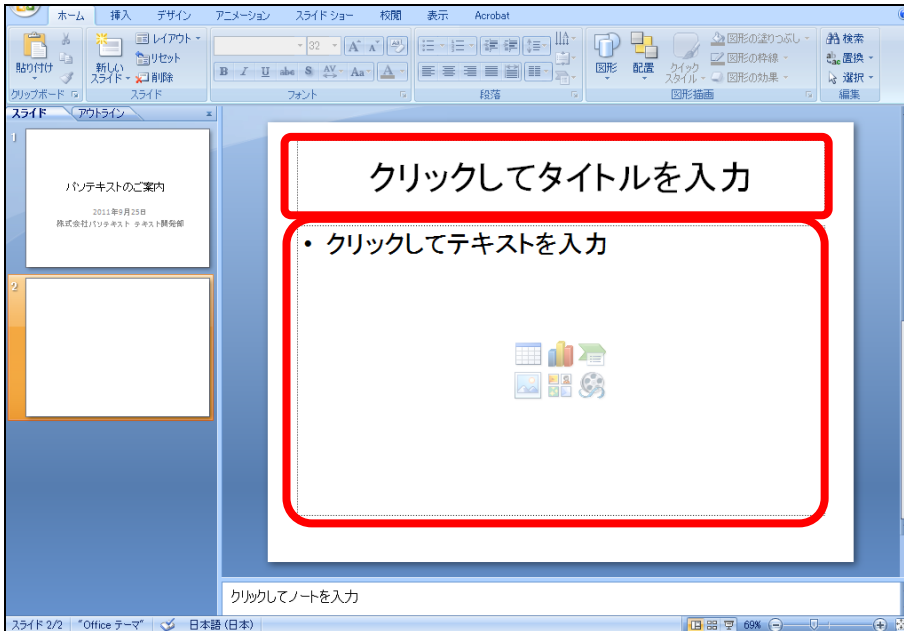 ホーム 挿入 デザイン アニメーション スライド ショー 校閲 表示 Acrobat
貼り付け
新しい
スライド
レイアウト
リセット
削除
32
B I U abc S AV Aa A
図形
配置
クイック
スタイル
図形の塗りつぶし
図形の枠線
図形の効果
検索
置換
選択
クリップボード スライド フォント 段落 図形描画 編集
スライド アウトライン x
1
パソテキストのご案内
2011年9月25日
株式会社パソテキスト テキスト開発部
2
クリックしてタイトルを入力
• クリックしてテキストを入力
クリックしてノートを入力
スライド 2/2 "Office テーマ" 日本語 (日本) 69%